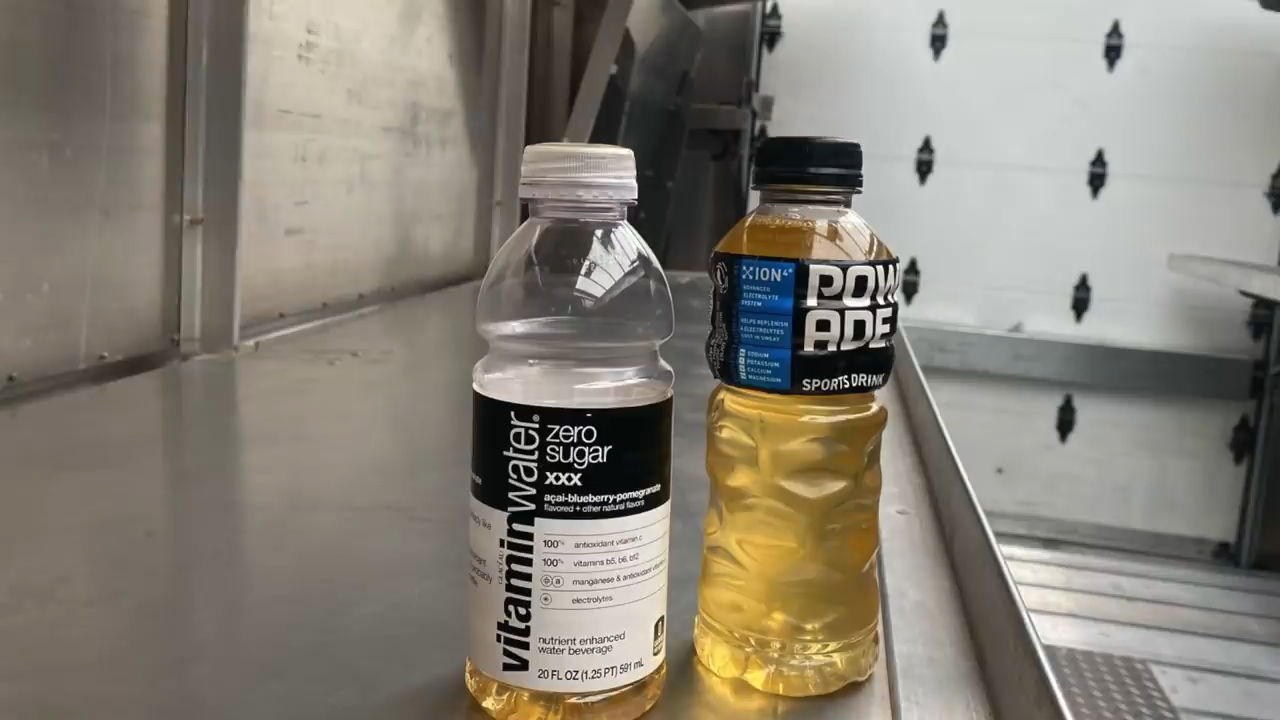 vitaminwater®
zero
sugar
xxx
açai-blueberry-pomegranate
flavored + other natural flavors
100% antioxidant vitamin c
100% vitamins b5, b6, b12
manganese & antioxidant
electrolytes
nutrient enhanced
water beverage
20 FL OZ (1.25 PT) 591 mL
GLACÉAU
ION4
ADVANCED
ELECTROLYTE
SYSTEM
HELPS REPLENISH
4 ELECTROLYTES
LOST IN SWEAT
SODIUM
POTASSIUM
CALCIUM
MAGNESIUM
POW
ADE
SPORTS DRINK